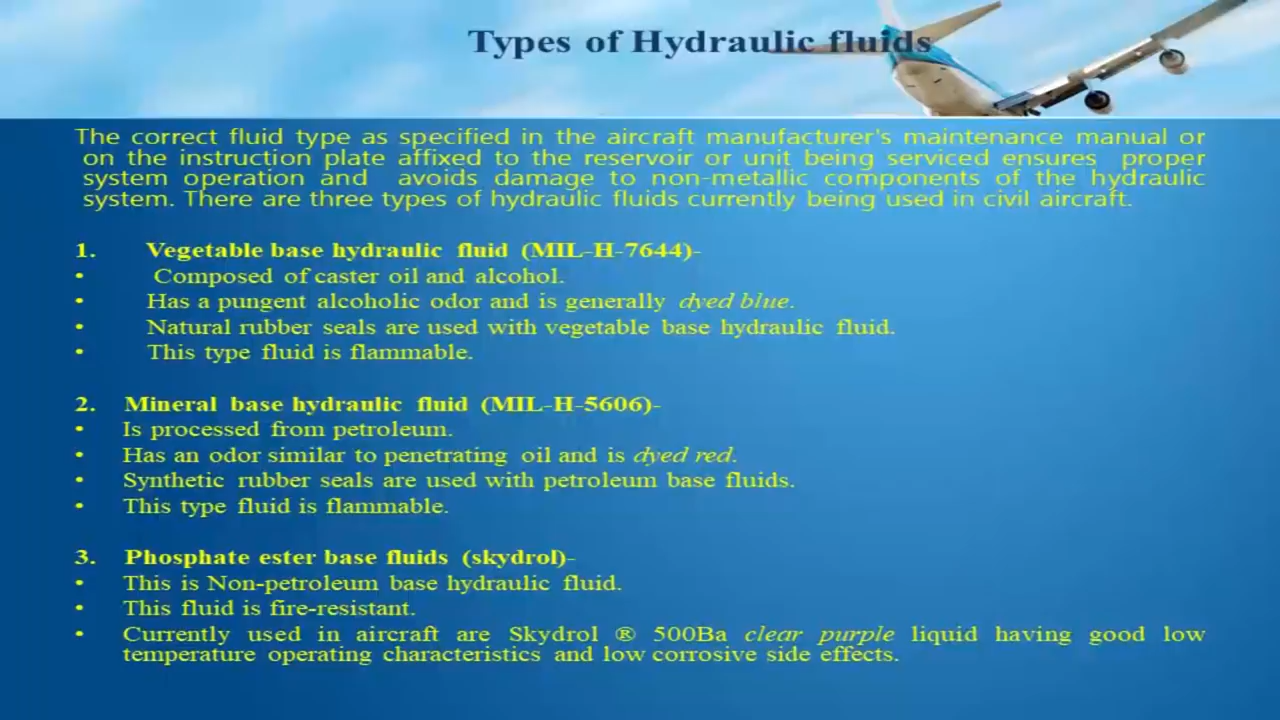 Types of Hydraulic fluids
The correct fluid type as specified in the aircraft manufacturer's maintenance manual or
on the instruction plate affixed to the reservoir or unit being serviced ensures proper
system operation and avoids damage to non-metallic components of the hydraulic
system. There are three types of hydraulic fluids currently being used in civil aircraft.
1. Vegetable base hydraulic fluid (MIL-H-7644)-
• Composed of caster oil and alcohol.
• Has a pungent alcoholic odor and is generally dyed blue.
• Natural rubber seals are used with vegetable base hydraulic fluid.
• This type fluid is flammable.
2. Mineral base hydraulic fluid (MIL-H-5606)-
• Is processed from petroleum.
• Has an odor similar to penetrating oil and is dyed red.
• Synthetic rubber seals are used with petroleum base fluids.
• This type fluid is flammable.
3. Phosphate ester base fluids (skydrol)-
• This is Non-petroleum base hydraulic fluid.
• This fluid is fire-resistant.
• Currently used in aircraft are Skydrol ® 500Ba clear purple liquid having good low
temperature operating characteristics and low corrosive side effects.